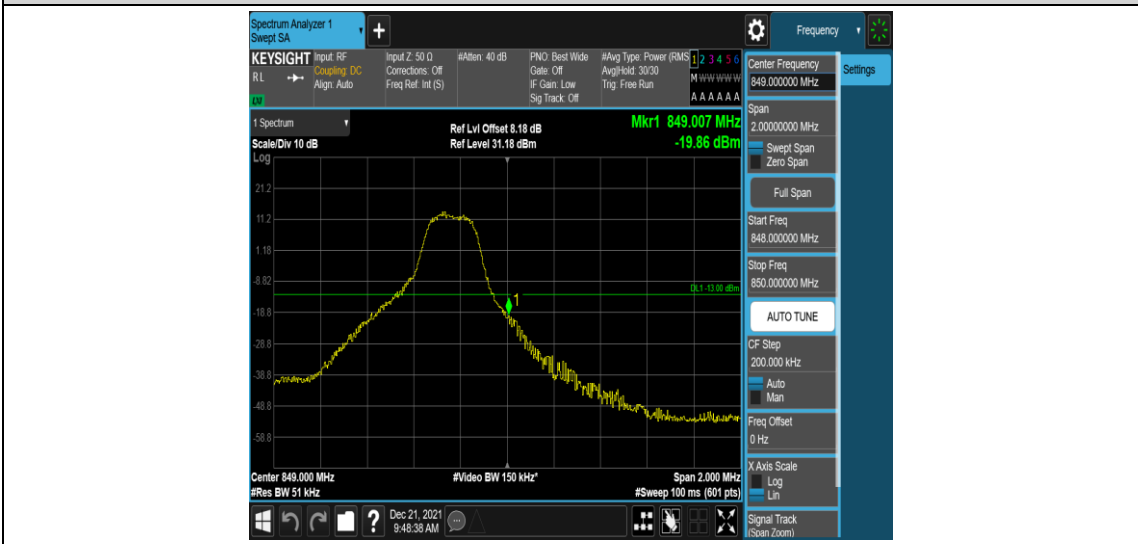 Spectrum Analyzer 1
Swept SA
+
Frequency
KEYSIGHT
RL
LXI
Input: RF
Coupling: DC
Align: Auto
Input Z: 50 Ω
Corrections: Off
Freq Ref: Int (S)
#Atten: 40 dB
PNO: Best Wide
Gate: Off
IF Gain: Low
Sig Track: Off
#Avg Type: Power (RMS
Avg|Hold: 30/30
Trig: Free Run
1 2 3 4 5 6
M W W W W W
A A A A A A
1 Spectrum
Scale/Div 10 dB
Log
Ref Lvl Offset 8.18 dB
Ref Level 31.18 dBm
Mkr1 849.007 MHz
-19.86 dBm
21.2
11.2
1.18
-8.82
-18.8
-28.8
-38.8
-48.8
-58.8
DL1 -13.00 dBm
1
Center 849.000 MHz
#Res BW 51 kHz
#Video BW 150 kHz*
Span 2.000 MHz
#Sweep 100 ms (601 pts)
Dec 21, 2021
9:48:38 AM
?
Center Frequency
849.000000 MHz
Settings
Span
2.00000000 MHz
Swept Span
Zero Span
Full Span
Start Freq
848.000000 MHz
Stop Freq
850.000000 MHz
AUTO TUNE
CF Step
200.000 kHz
Auto
Man
Freq Offset
0 Hz
X Axis Scale
Log
Lin
Signal Track
(Span Zoom)